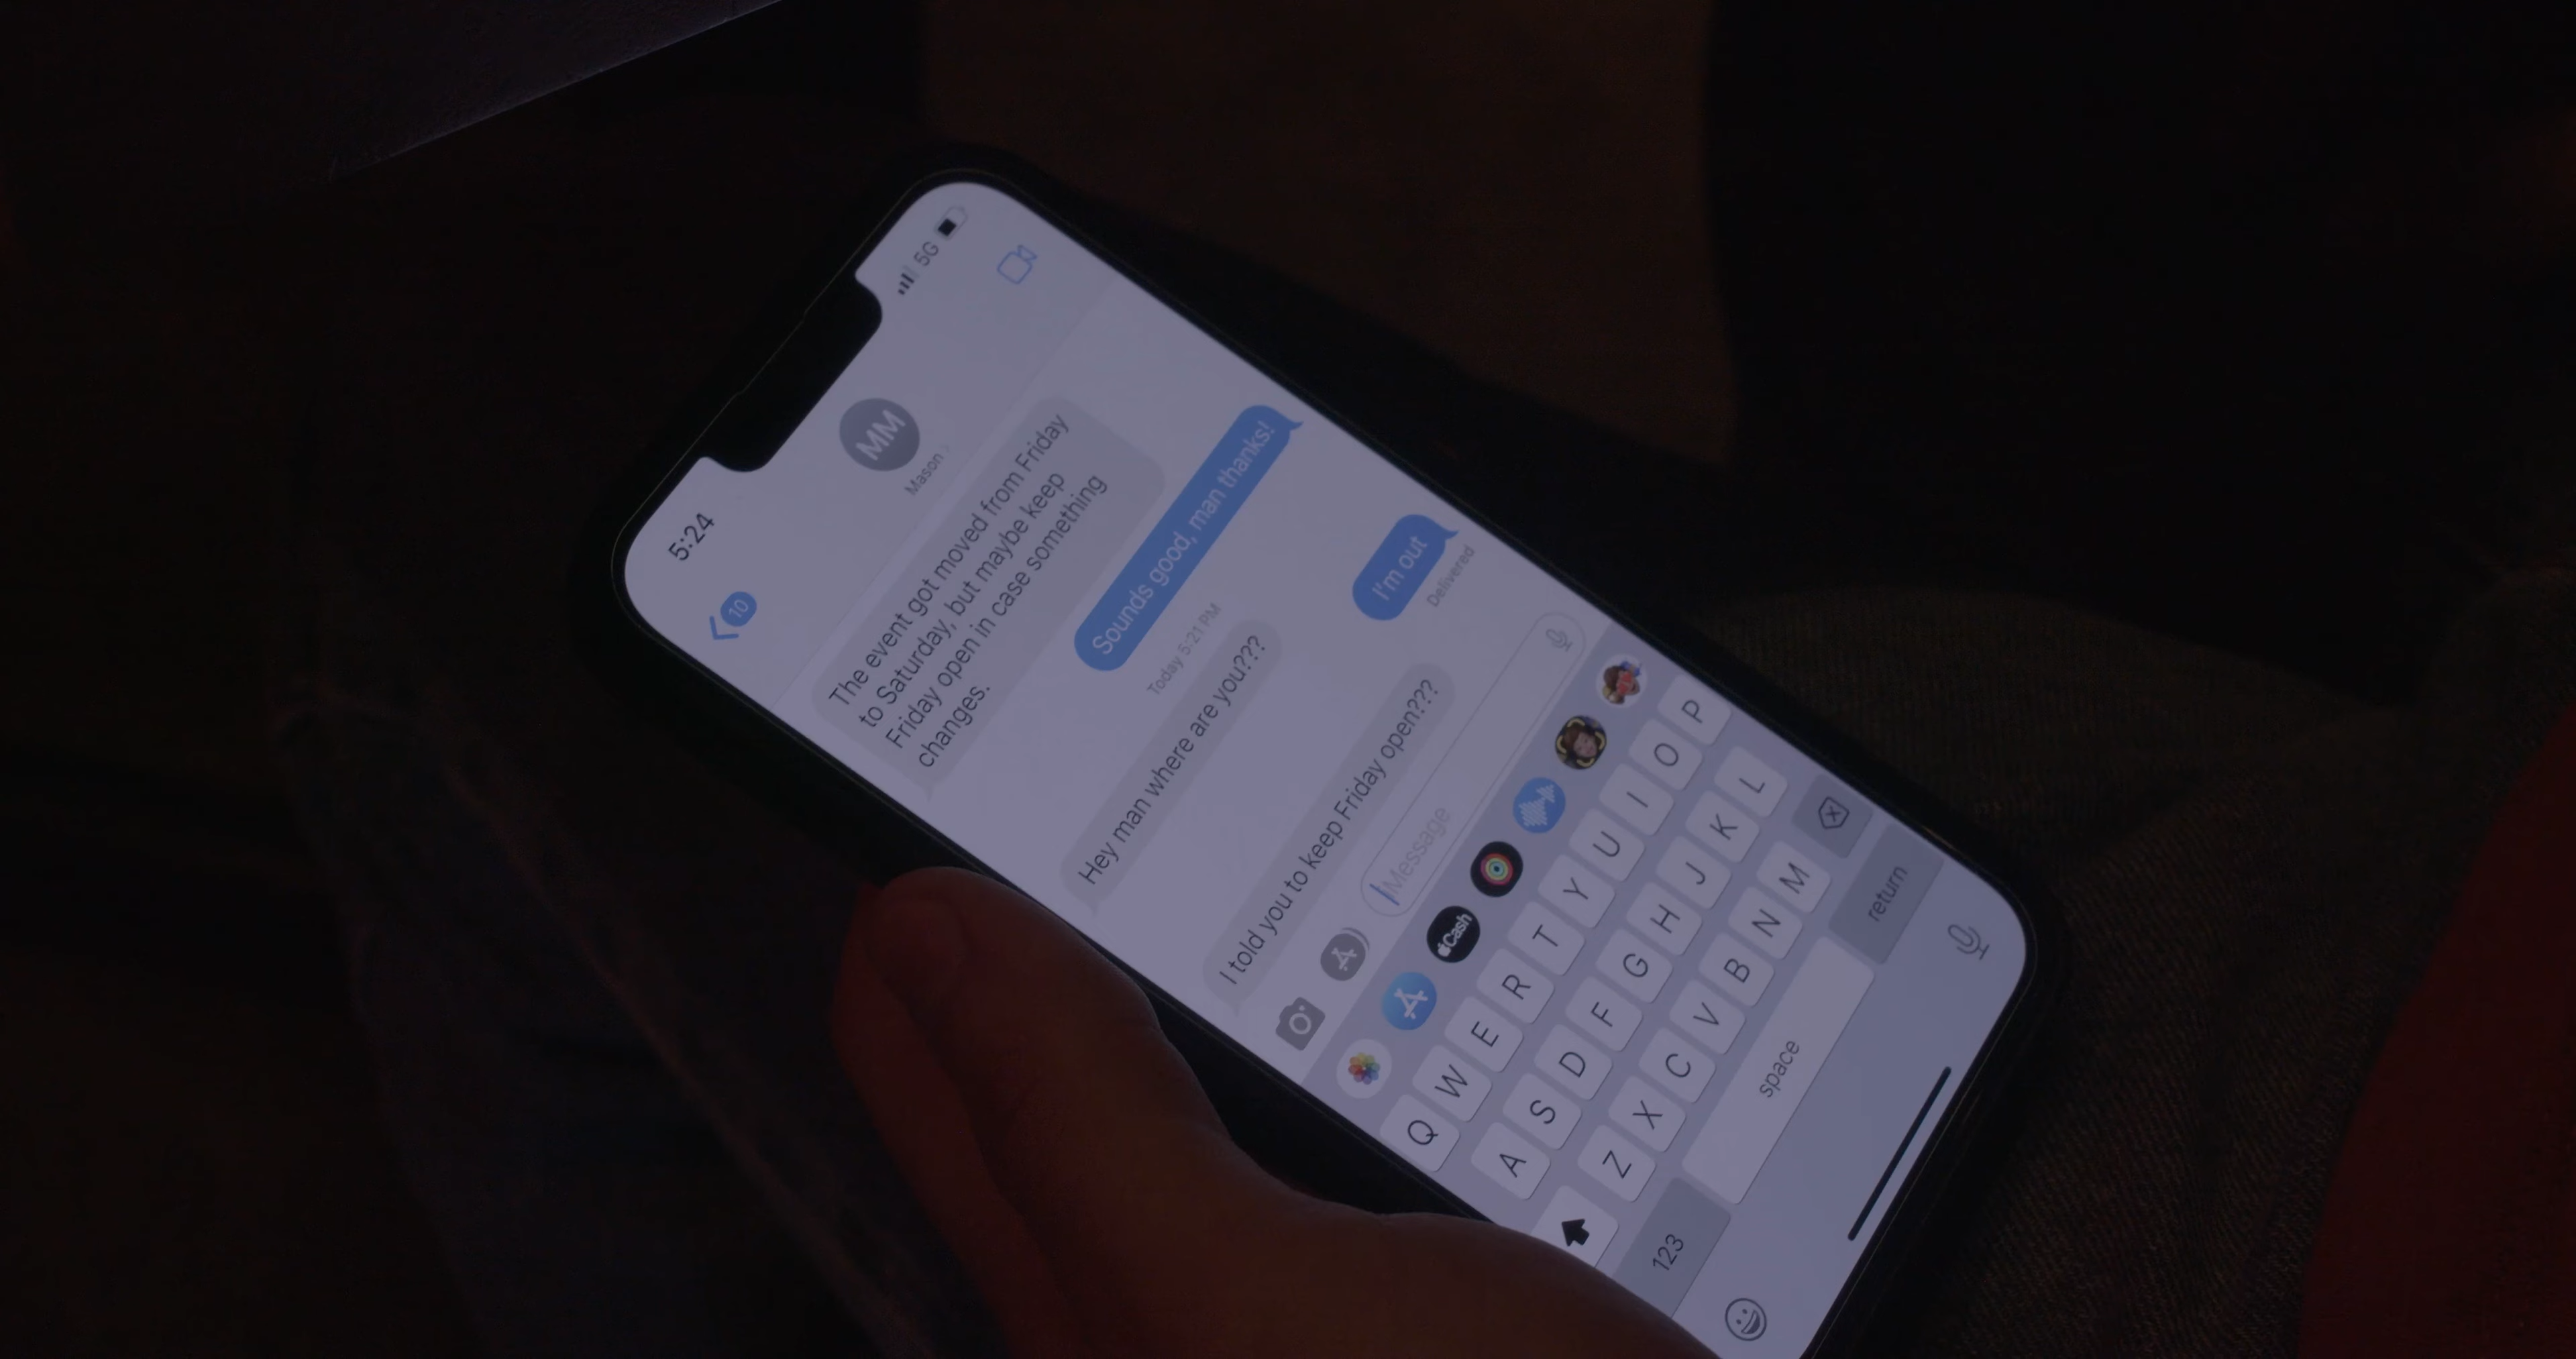 5:24
5G
10
MM
Mason
The event got moved from Friday
to Saturday, but maybe keep
Friday open in case something
changes.
Sounds good, man thanks!
Today 5:21 PM
Hey man where are you???
I'm out
Delivered
I told you to keep Friday open???
iMessage
Cash
Q W E R T Y U I O P
A S D F G H J K L
Z X C V B N M
123 space return